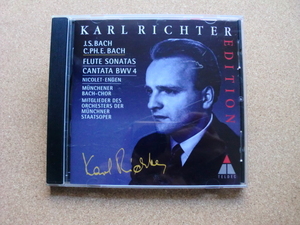 KARL RICHTER
EDITION
J.S. BACH
C.PH.E. BACH
FLUTE SONATAS
CANTATA BWV 4
NICOLET · ENGEN
MÜNCHENER
BACH-CHOR
MITGLIEDER DES
ORCHESTERS DER
MÜNCHNER
STAATSOPER
Karl Richter
TELDEC